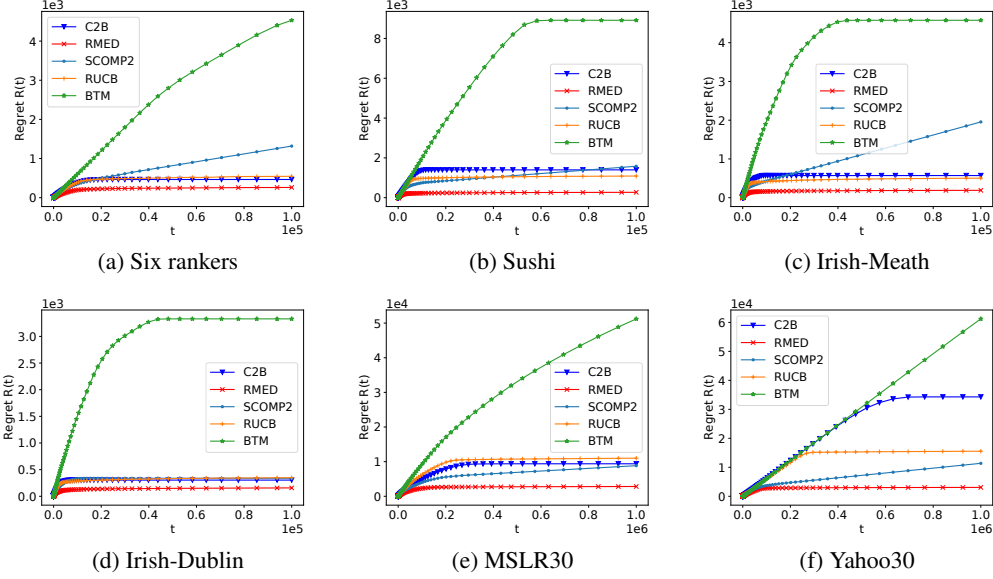 1e3
4
3
2
1
0
Regret R(t)
C2B
RMED
SCOMP2
RUCB
BTM
0.0 0.2 0.4 0.6 0.8 1.0
t
1e5
(a) Six rankers
1e3
8
6
4
2
0
Regret R(t)
C2B
RMED
SCOMP2
RUCB
BTM
0.0 0.2 0.4 0.6 0.8 1.0
t
1e5
(b) Sushi
1e3
4
3
2
1
0
Regret R(t)
C2B
RMED
SCOMP2
RUCB
BTM
0.0 0.2 0.4 0.6 0.8 1.0
t
1e5
(c) Irish-Meath
1e3
3.0
2.5
2.0
1.5
1.0
0.5
0.0
Regret R(t)
C2B
RMED
SCOMP2
RUCB
BTM
0.0 0.2 0.4 0.6 0.8 1.0
t
1e5
(d) Irish-Dublin
1e4
5
4
3
2
1
0
Regret R(t)
C2B
RMED
SCOMP2
RUCB
BTM
0.0 0.2 0.4 0.6 0.8 1.0
t
1e6
(e) MSLR30
1e4
6
5
4
3
2
1
0
Regret R(t)
C2B
RMED
SCOMP2
RUCB
BTM
0.0 0.2 0.4 0.6 0.8 1.0
t
1e6
(f) Yahoo30